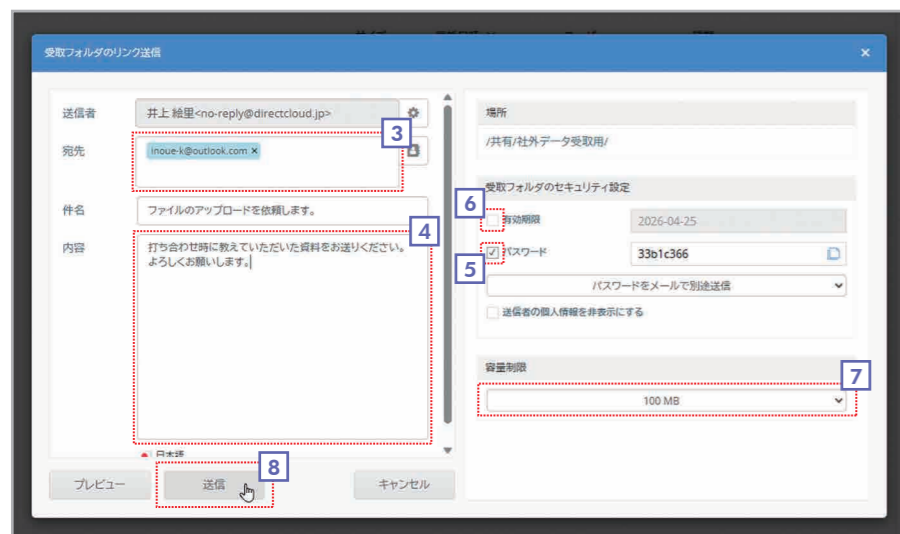 受取フォルダのリンク送信
×
送信者
井上 絵里<no-reply@directcloud.jp>
3
宛先
inoue-k@outlook.com ×
件名
ファイルのアップロードを依頼します。
4
内容
打ち合わせ時に教えていただいた資料をお送りください。
よろしくお願いします。
日本語
8
プレビュー
送信
キャンセル
場所
/共有/社外データ受取用/
受取フォルダのセキュリティ設定
6
有効期限
2026-04-25
5
パスワード
33b1c366
パスワードをメールで別途送信
送信者の個人情報を非表示にする
容量制限
7
100 MB